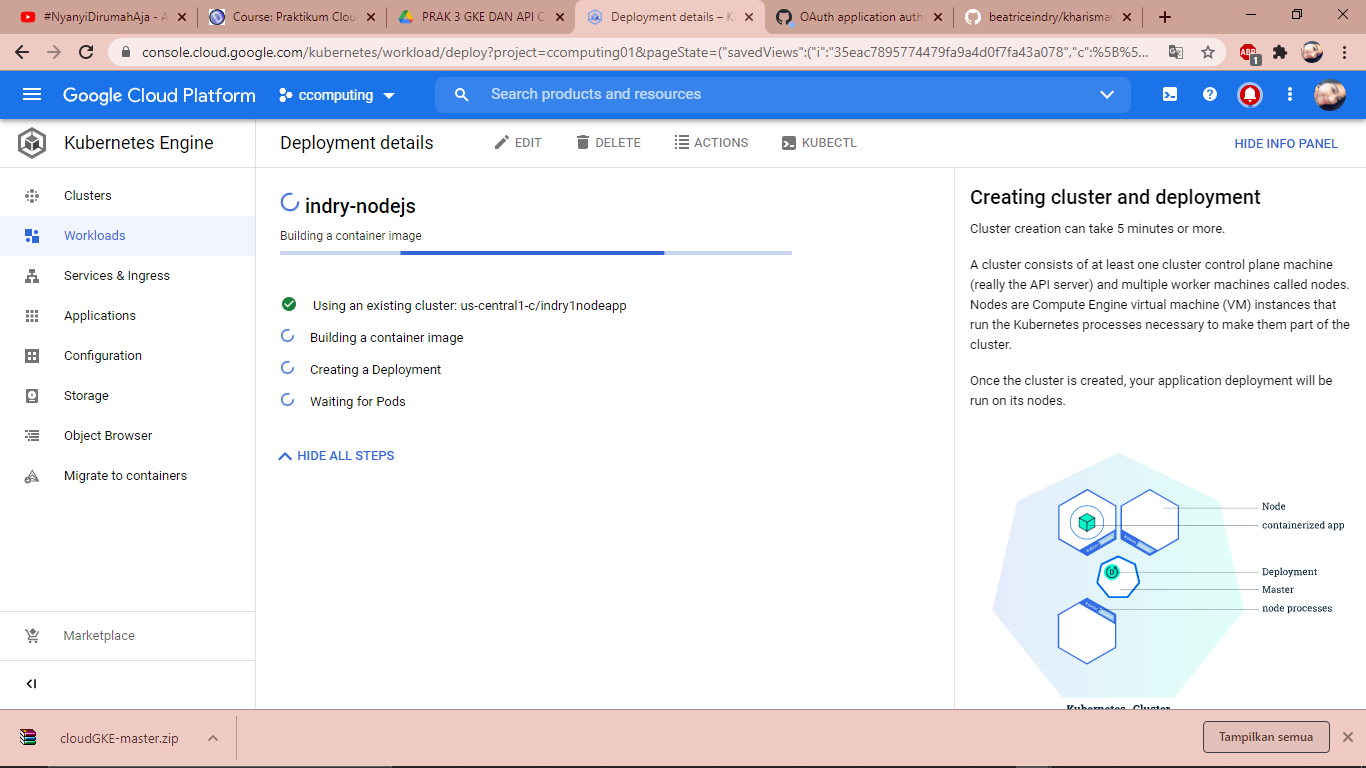 #NyanyiDirumahAja - A
Course: Praktikum Clou
PRAK 3 GKE DAN API C
Deployment details – K
OAuth application auth
beatriceindry/kharisma
console.cloud.google.com/kubernetes/workload/deploy?project=ccomputing01&pageState=("savedViews":("i":"35eac7895774479fa9a4d0f7fa43a078","c":%5B%5...
ABP
1
Google Cloud Platform
ccomputing
Search products and resources
Kubernetes Engine
Deployment details
EDIT
DELETE
ACTIONS
KUBECTL
HIDE INFO PANEL
Clusters
Workloads
Services & Ingress
Applications
Configuration
Storage
Object Browser
Migrate to containers
Marketplace
indry-nodejs
Building a container image
Using an existing cluster: us-central1-c/indry1nodeapp
Building a container image
Creating a Deployment
Waiting for Pods
HIDE ALL STEPS
Creating cluster and deployment
Cluster creation can take 5 minutes or more.
A cluster consists of at least one cluster control plane machine
(really the API server) and multiple worker machines called nodes.
Nodes are Compute Engine virtual machine (VM) instances that
run the Kubernetes processes necessary to make them part of the
cluster.
Once the cluster is created, your application deployment will be
run on its nodes.
Node
containerized app
Deployment
Master
node processes
Kubernetes Cluster
cloudGKE-master.zip
Tampilkan semua